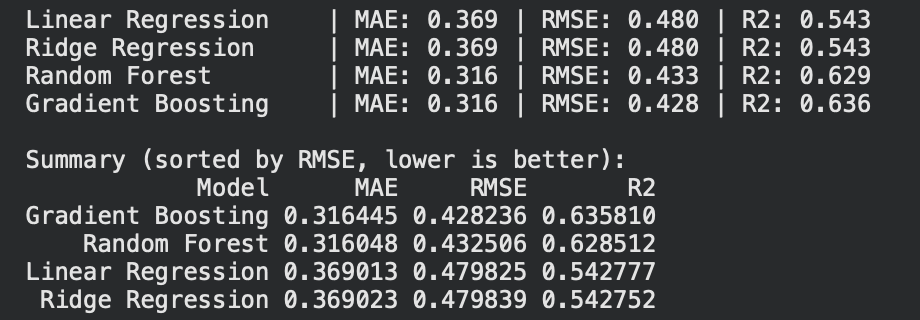 Linear Regression    | MAE: 0.369 | RMSE: 0.480 | R2: 0.543
Ridge Regression     | MAE: 0.369 | RMSE: 0.480 | R2: 0.543
Random Forest        | MAE: 0.316 | RMSE: 0.433 | R2: 0.629
Gradient Boosting    | MAE: 0.316 | RMSE: 0.428 | R2: 0.636

Summary (sorted by RMSE, lower is better):
            Model      MAE     RMSE       R2
Gradient Boosting 0.316445 0.428236 0.635810
    Random Forest 0.316048 0.432506 0.628512
Linear Regression 0.369013 0.479825 0.542777
 Ridge Regression 0.369023 0.479839 0.542752